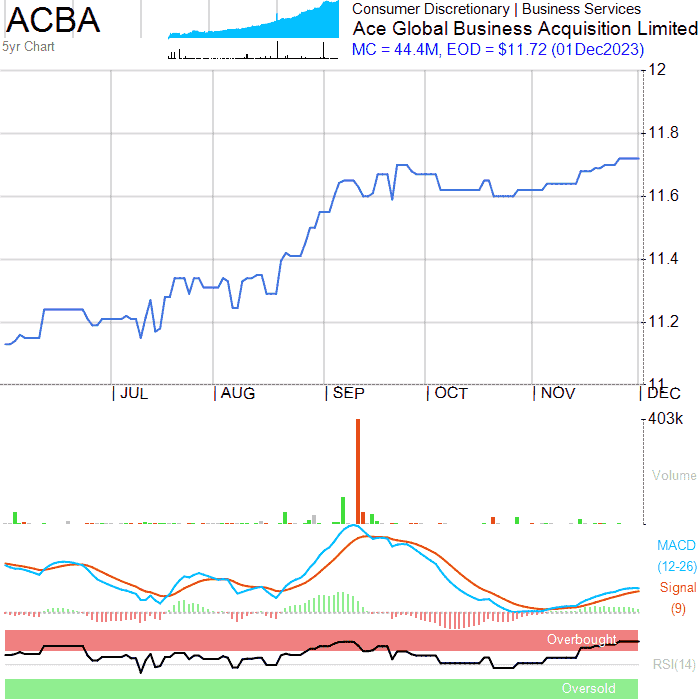 ACBA
5yr Chart
Consumer Discretionary | Business Services
Ace Global Business Acquisition Limited
MC = 44.4M, EOD = $11.72 (01Dec2023)
12
11.8
11.6
11.4
11.2
11
JUL
AUG
SEP
OCT
NOV
DEC
403k
Volume
MACD
(12-26)
Signal
(9)
Overbought
RSI(14)
Oversold